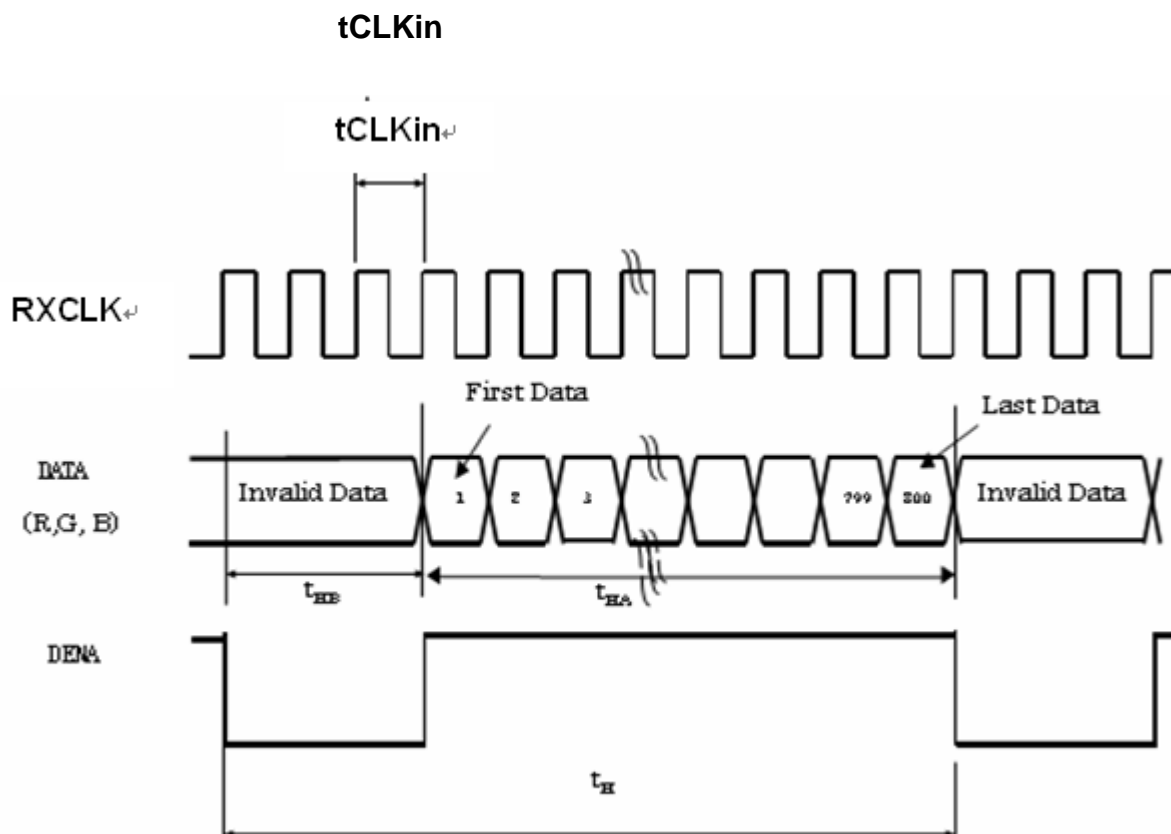 tCLKin
tCLKin↵
RXCLK↵
First Data
Last Data
DATA
(R,G, B)
Invalid Data
1 2 3 799 800
Invalid Data
tHB
tHA
DENA
tH